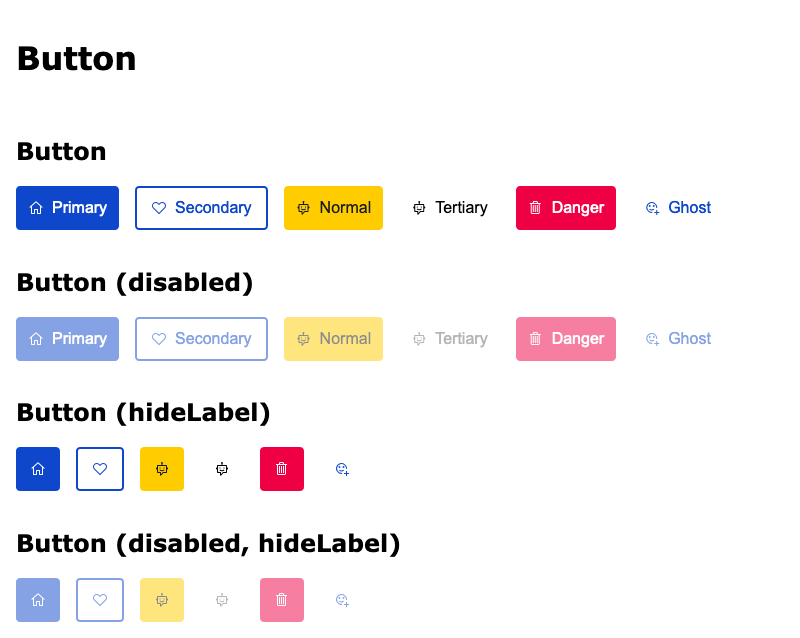 Button
Button
Primary Secondary Normal Tertiary Danger Ghost
Button (disabled)
Primary Secondary Normal Tertiary Danger Ghost
Button (hideLabel)
Button (disabled, hideLabel)